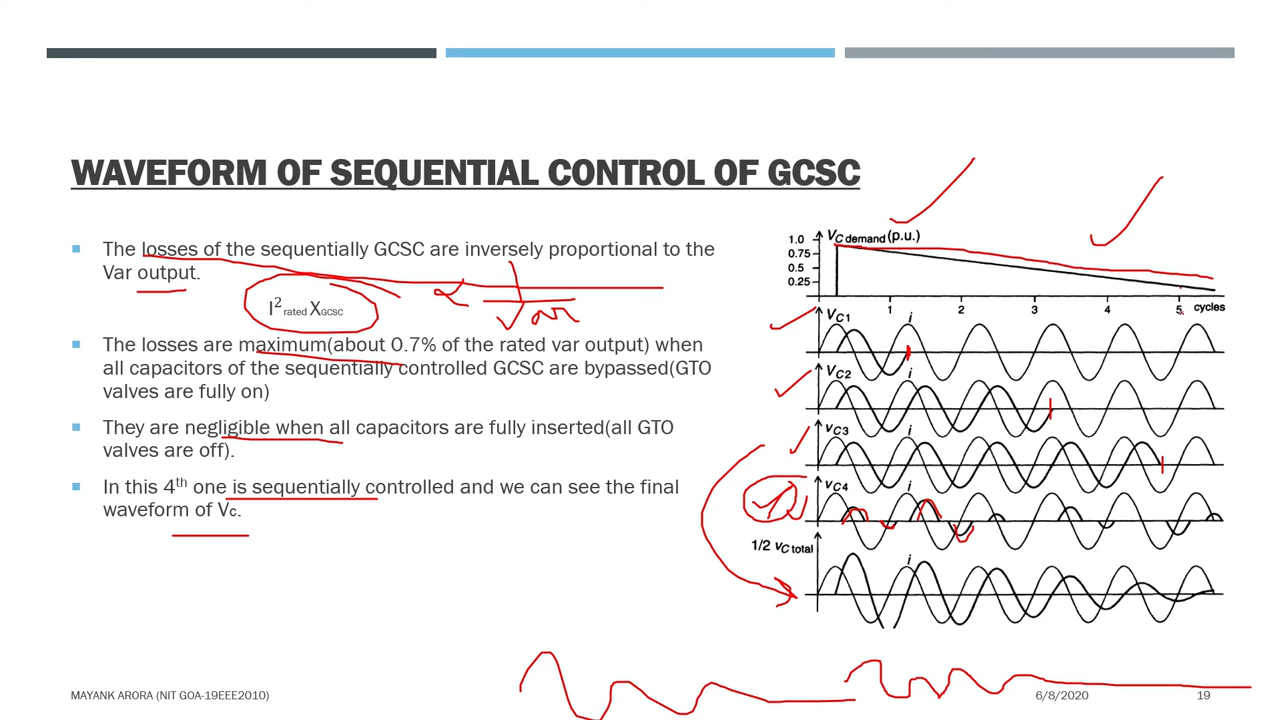 WAVEFORM OF SEQUENTIAL CONTROL OF GCSC
The losses of the sequentially GCSC are inversely proportional to the
Var output.
I² rated XGCSC
α 1/Var
The losses are maximum(about 0.7% of the rated var output) when
all capacitors of the sequentially controlled GCSC are bypassed(GTO
valves are fully on)
They are negligible when all capacitors are fully inserted(all GTO
valves are off).
In this 4th one is sequentially controlled and we can see the final
waveform of Vc.
VC demand (p.u.)
1.0
0.75
0.5
0.25
1 2 3 4 5 cycles
VC1 i
VC2 i
VC3 i
VC4 i
1/2 vC total i
MAYANK ARORA (NIT GOA-19EEE2010)
6/8/2020
19